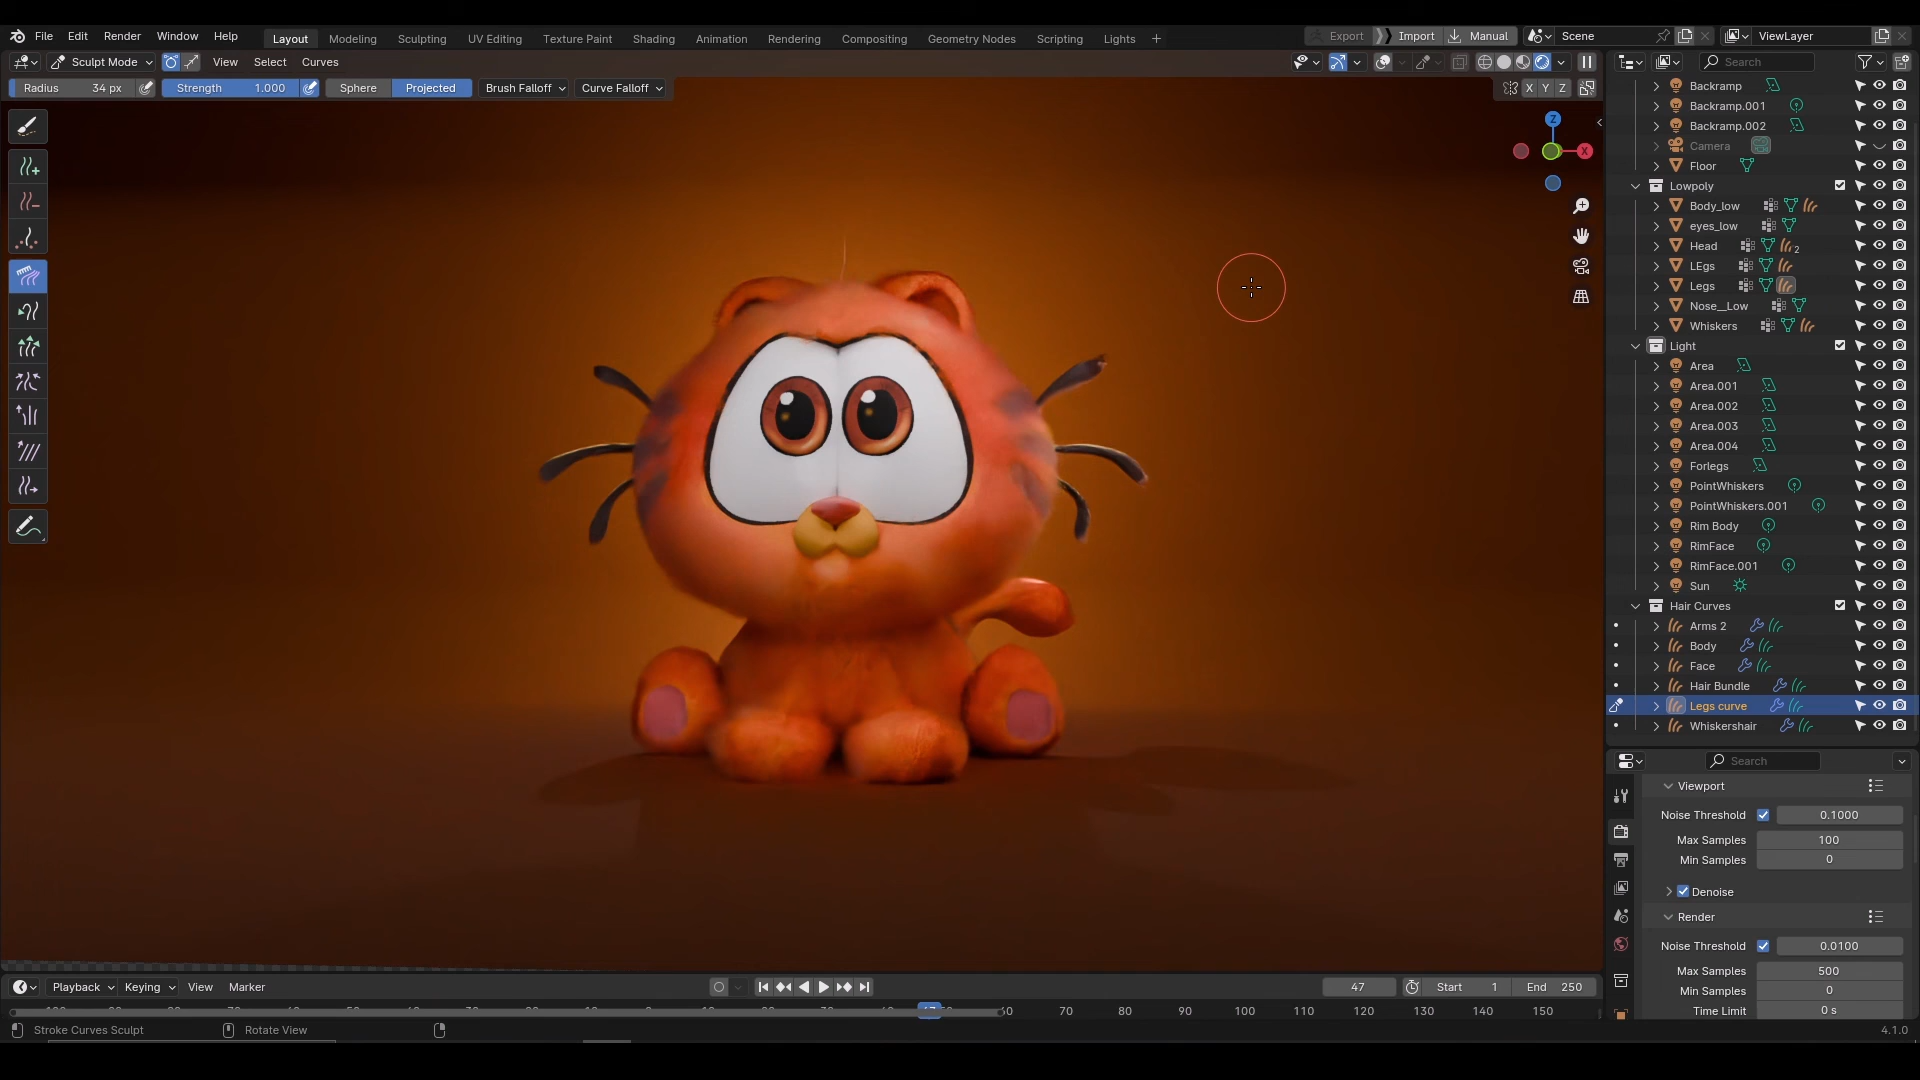 File Edit Render Window Help Layout Modeling Sculpting UV Editing Texture Paint Shading Animation Rendering Compositing Geometry Nodes Scripting Lights + Export Import Manual Scene ViewLayer
Sculpt Mode View Select Curves Search
Radius 34 px Strength 1.000 Sphere Projected Brush Falloff Curve Falloff X Y Z
Z
X
Backramp
Backramp.001
Backramp.002
Camera
Floor
Lowpoly
Body_low
eyes_low
Head 2
LEgs
Legs
Nose__Low
Whiskers
Light
Area
Area.001
Area.002
Area.003
Area.004
Forlegs
PointWhiskers
PointWhiskers.001
Rim Body
RimFace
RimFace.001
Sun
Hair Curves
Arms 2
Body
Face
Hair Bundle
Legs curve
Whiskershair
Search
Viewport
Noise Threshold 0.1000
Max Samples 100
Min Samples 0
Denoise
Render
Noise Threshold 0.0100
Max Samples 500
Min Samples 0
Time Limit 0 s
Playback Keying View Marker 47 Start 1 End 250
70 80 90 100 110 120 130 140 150
Stroke Curves Sculpt Rotate View 4.1.0